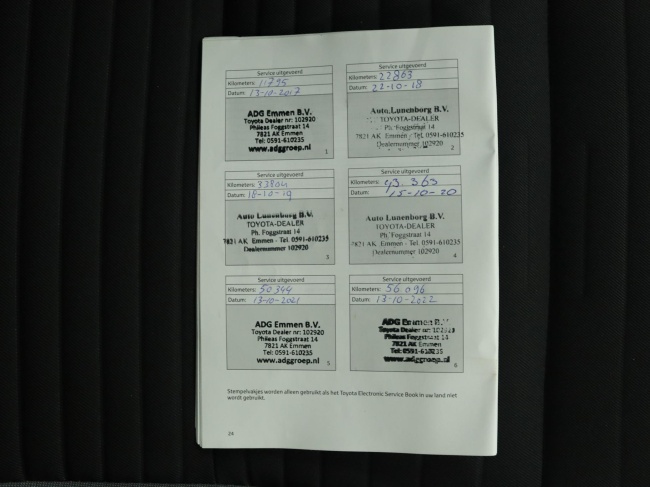 Service uitgevoerd
Kilometers: 11795
Datum: 13-10-2017
ADG Emmen B.V.
Toyota Dealer nr: 102920
Phileas Foggstraat 14
7821 AK Emmen
Tel: 0591-610235
www.adggroep.nl
1
Service uitgevoerd
Kilometers: 22863
Datum: 22-10-18
Auto Lunenborg B.V.
TOYOTA-DEALER
Ph. Foggstraat 14
7821 AK Emmen - Tel. 0591-610235
Dealernummer 102920
2
Service uitgevoerd
Kilometers: 33804
Datum: 18-10-19
Auto Lunenborg B.V.
TOYOTA-DEALER
Ph. Foggstraat 14
7821 AK Emmen - Tel. 0591-610235
Dealernummer 102920
3
Service uitgevoerd
Kilometers: 43.363
Datum: 15-10-20
Auto Lunenborg B.V.
TOYOTA-DEALER
Ph. Foggstraat 14
7821 AK Emmen - Tel. 0591-610235
Dealernummer 102920
4
Service uitgevoerd
Kilometers: 50344
Datum: 13-10-2021
ADG Emmen B.V.
Toyota Dealer nr: 102920
Phileas Foggstraat 14
7821 AK Emmen
Tel: 0591-610235
www.adggroep.nl
5
Service uitgevoerd
Kilometers: 56.096
Datum: 13-10-2022
ADG Emmen B.V.
Toyota Dealer nr: 102920
Phileas Foggstraat 14
7821 AK Emmen
Tel: 0591-610235
www.adggroep.nl
6
Stempelvakjes worden alleen gebruikt als het Toyota Electronic Service Book in uw land niet
wordt gebruikt.
24